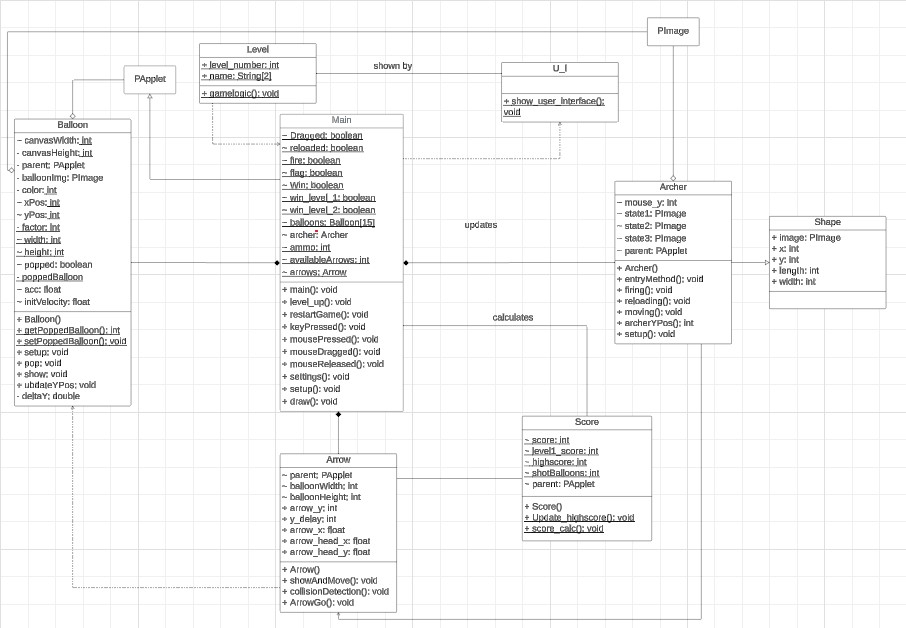 PImage
Level
+ level_number: int
+ name: String[2]
+ gamelogic(): void
shown by
U_I
+ show_user_interface():
void
PApplet
Balloon
~ canvasWidth: int
~ canvasHeight: int
- parent: PApplet
- balloonImg: PImage
- color: int
~ xPos: int
~ yPos: int
- factor: int
~ width: int
~ height: int
~ popped: boolean
- poppedBalloon
~ acc: float
~ initVelocity: float
+ Balloon()
+ getPoppedBalloon(): int
+ setPoppedBalloon(): void
+ setup: void
+ pop: void
+ show: void
+ ubdateYPos: void
- deltaY: double
Main
~ Dragged: boolean
~ reloaded: boolean
~ fire: boolean
~ flag: boolean
~ Win: boolean
~ win_level_1: boolean
~ win_level_2: boolean
~ balloons: Balloon[15]
~ archer: Archer
~ ammo: int
~ availableArrows: int
~ arrows: Arrow
+ main(): void
+ level_up(): void
+ restartGame(): void
+ keyPressed(): void
+ mousePressed(): void
+ mouseDragged(): void
+ mouseReleased(): void
+ settings(): void
+ setup(): void
+ draw(): void
updates
calculates
Archer
~ mouse_y: int
~ state1: PImage
~ state2: PImage
~ state3: PImage
~ parent: PApplet
+ Archer()
+ entryMethod(): void
+ firing(): void
+ reloading(): void
+ moving(): void
+ archerYPos(): int
+ setup(): void
Shape
+ image: PImage
+ x: int
+ y: int
+ length: int
+ width: int
Score
~ score: int
~ level1_score: int
~ highscore: int
~ shotBalloons: int
~ parent: PApplet
+ Score()
+ Update_highscore(): void
+ score_calc(): void
Arrow
~ parent: PApplet
~ balloonWidth: int
~ balloonHeight: int
+ arrow_y: int
+ y_delay: int
+ arrow_x: float
+ arrow_head_x: float
+ arrow_head_y: float
+ Arrow()
+ showAndMove(): void
+ collisionDetection(): void
+ ArrowGo(): void